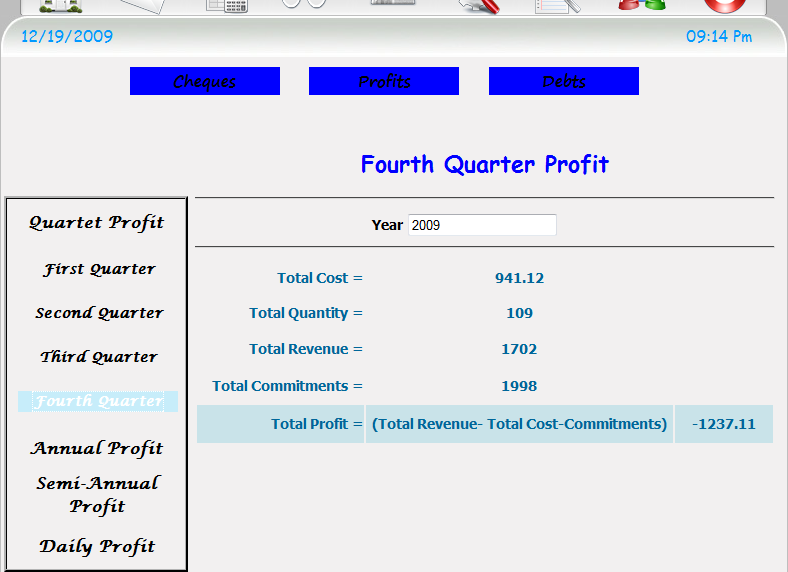 12/19/2009 09:14 Pm
Cheques Profits Debts
Fourth Quarter Profit
Quartet Profit
First Quarter
Second Quarter
Third Quarter
Fourth Quarter
Annual Profit
Semi-Annual
Profit
Daily Profit
Year 2009
Total Cost = 941.12
Total Quantity = 109
Total Revenue = 1702
Total Commitments = 1998
Total Profit = (Total Revenue- Total Cost-Commitments) -1237.11